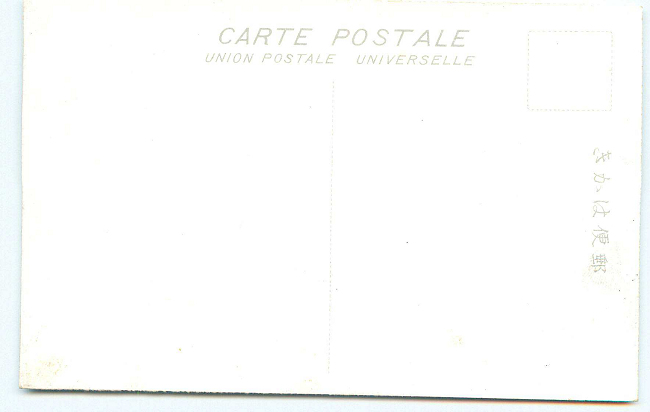 CARTE POSTALE
UNION POSTALE UNIVERSELLE
きかは便郵